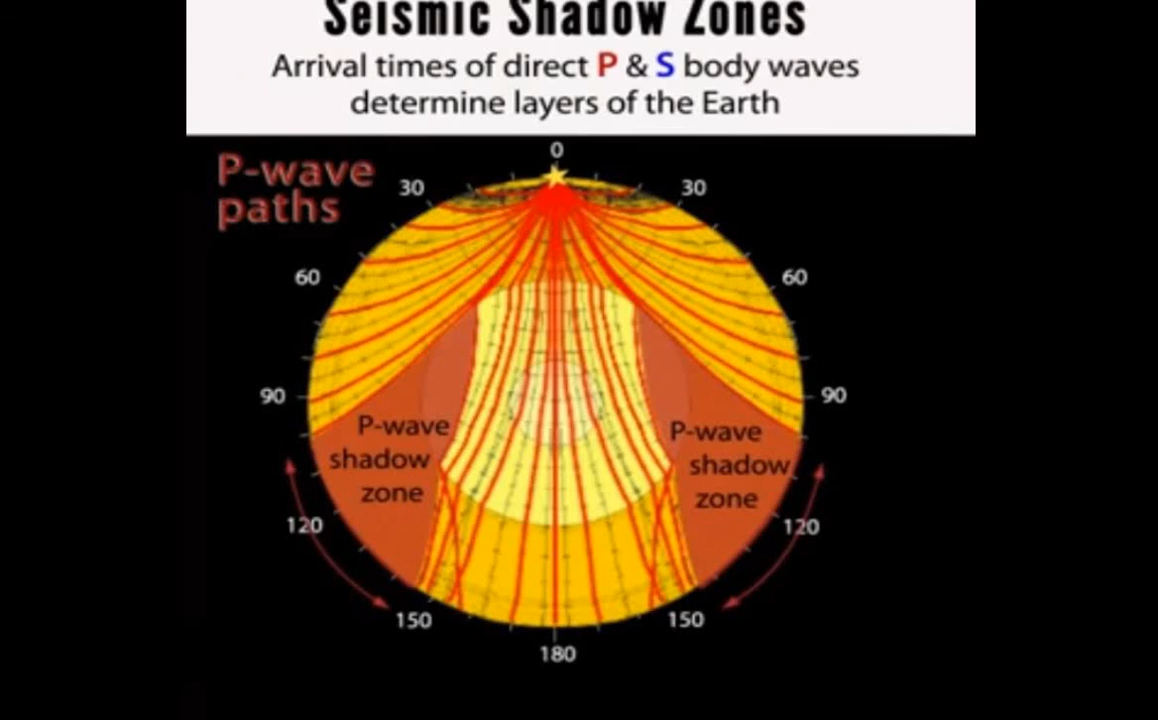 Seismic Shadow Zones
Arrival times of direct P & S body waves
determine layers of the Earth
P-wave
paths
0
30
30
60
60
90
90
P-wave
shadow
zone
P-wave
shadow
zone
120
120
150
150
180